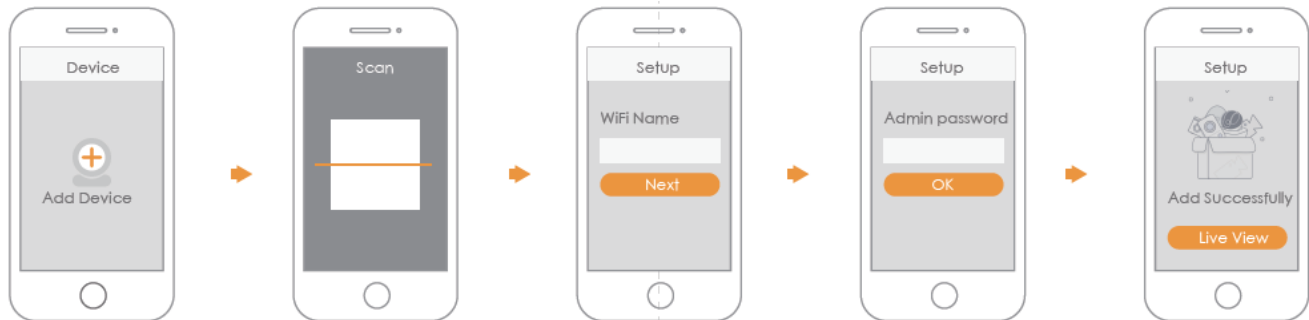 Device
Add Device
Scan
Setup
WiFi Name
Next
Setup
Admin password
OK
Setup
Add Successfully
Live View